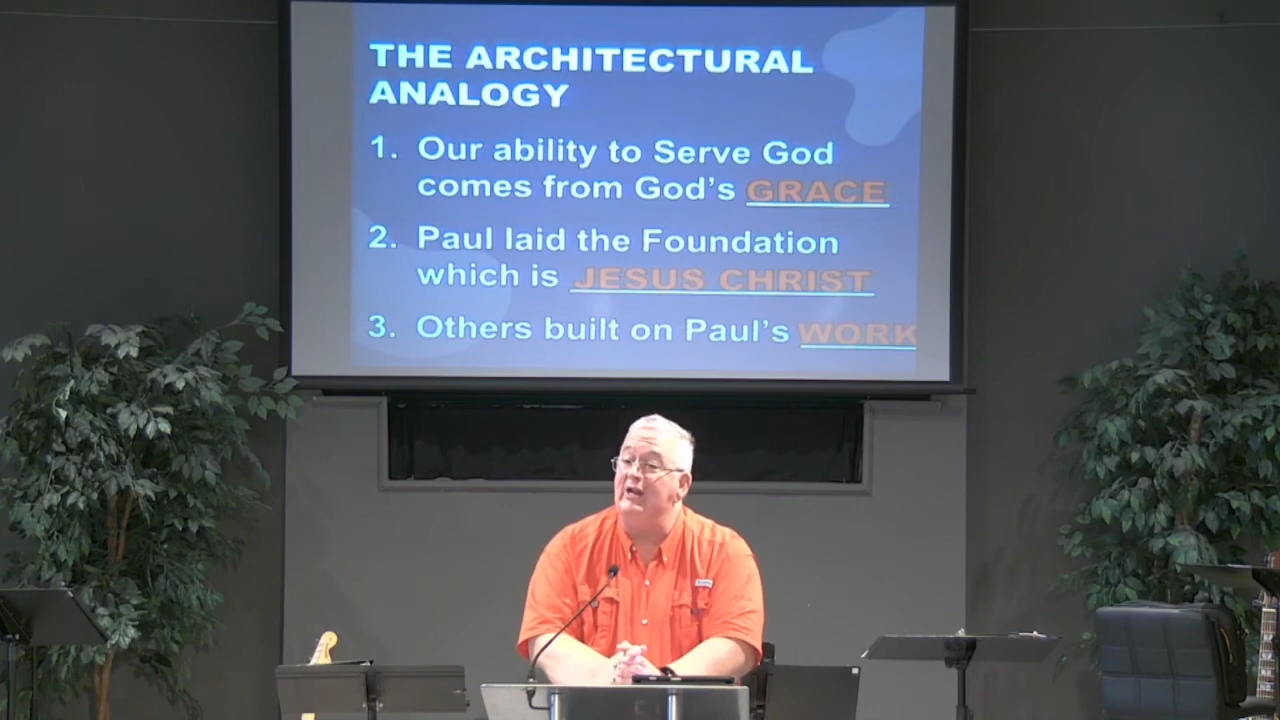 THE ARCHITECTURAL
ANALOGY
1. Our ability to Serve God
comes from God's GRACE
2. Paul laid the Foundation
which is JESUS CHRIST
3. Others built on Paul's WORK